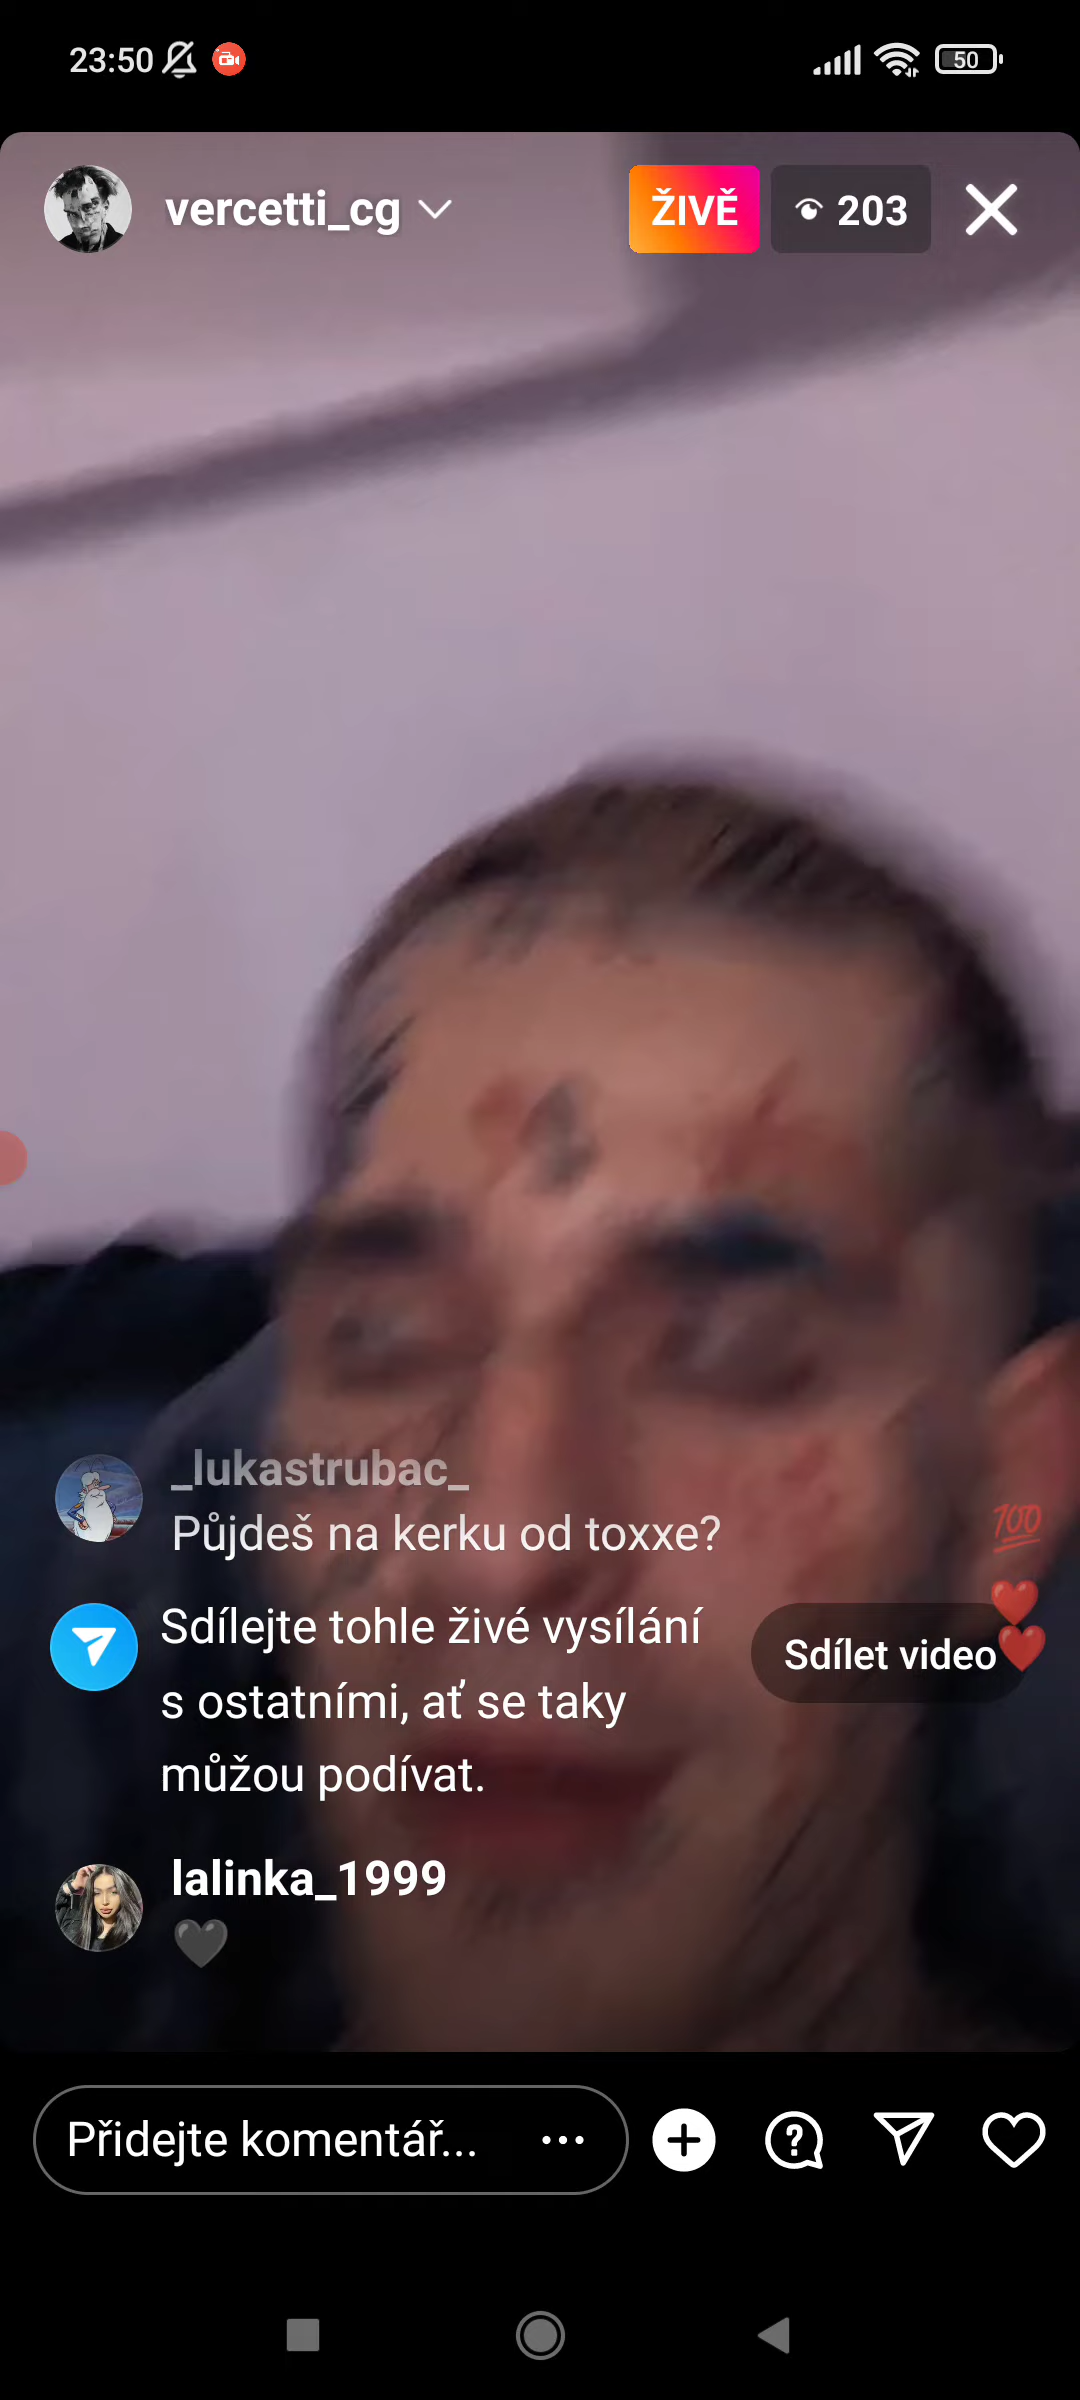 23:50
50
vercetti_cg
ŽIVĚ
203
_lukastrubac_
Půjdeš na kerku od toxxe?
Sdílejte tohle živé vysílání
s ostatními, ať se taky
můžou podívat.
Sdílet video
100
lalinka_1999
Přidejte komentář...